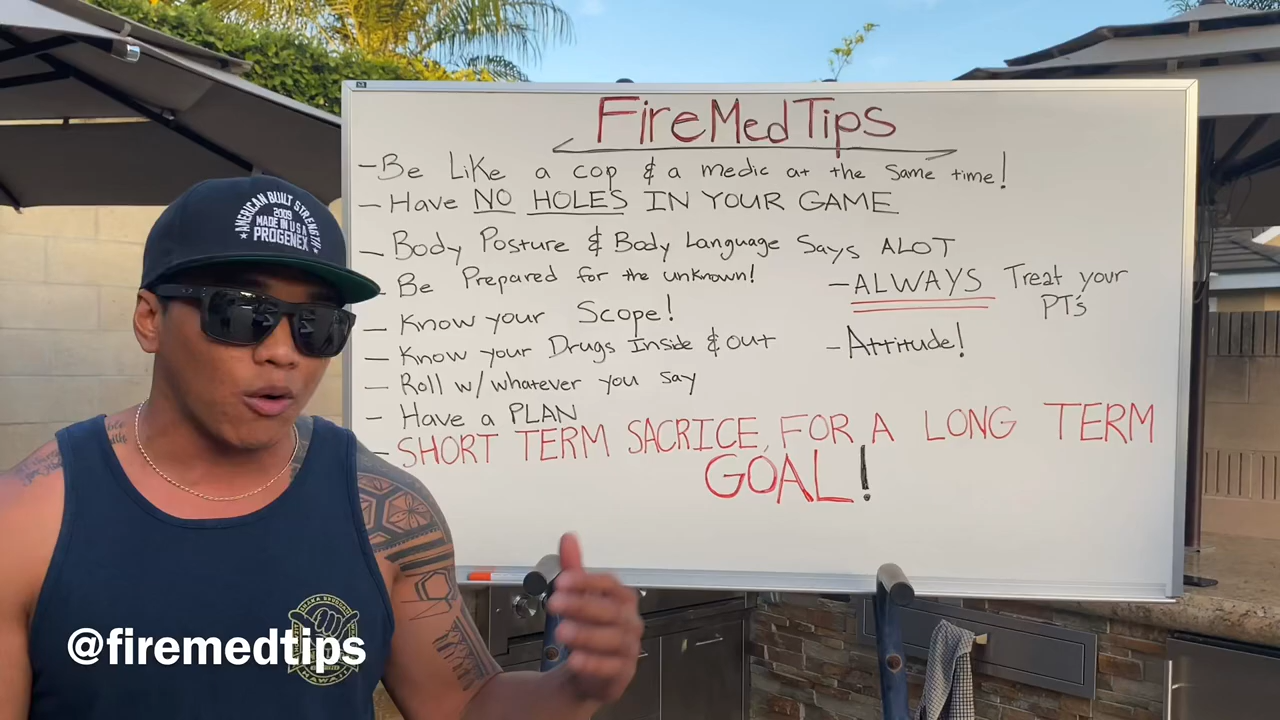 FireMedTips
- Be Like a cop & a medic at the Same time!
- Have NO HOLES IN YOUR GAME
- Body Posture & Body Language Says ALOT
- Be Prepared for the unknown!
- Know your Scope!
- Know your Drugs Inside & Out
- Roll w/ whatever you say
- Have a PLAN
- SHORT TERM SACRICE, FOR A LONG TERM
GOAL!
- ALWAYS Treat your
PT's
- Attitude!
AMERICAN BUILT STRENGTH
2009
MADE IN U.S.A
PROGENEX
@firemedtips
HAWAII